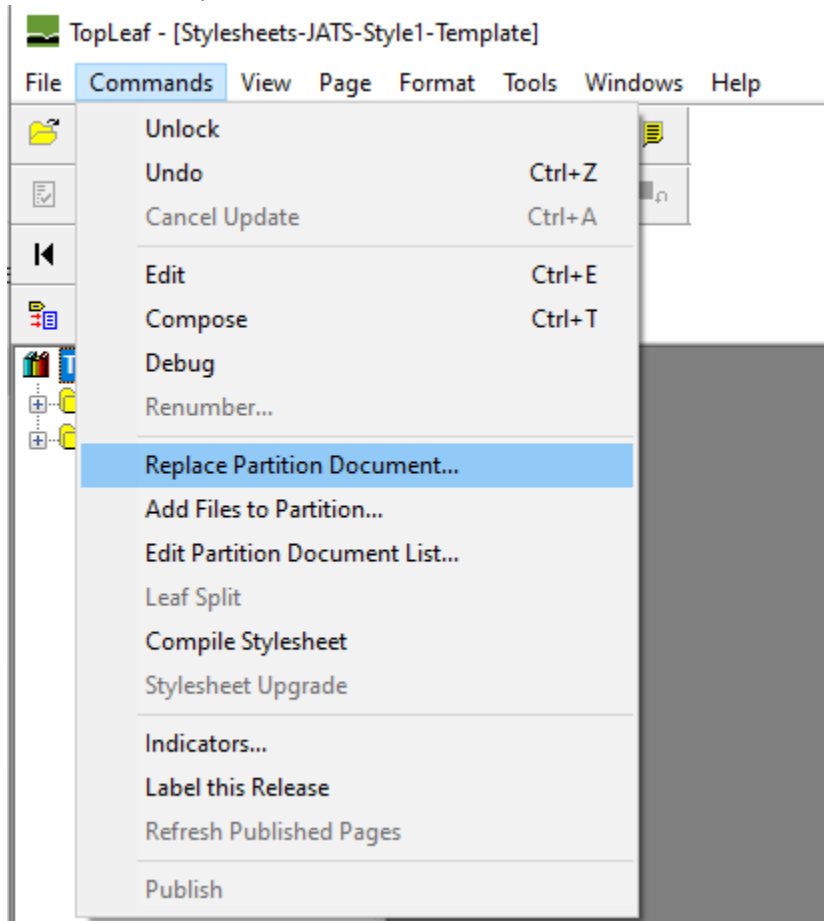 TopLeaf - [Stylesheets-JATS-Style1-Template]
File Commands View Page Format Tools Windows Help
Unlock
Undo Ctrl+Z
Cancel Update Ctrl+A
Edit Ctrl+E
Compose Ctrl+T
Debug
Renumber...
Replace Partition Document...
Add Files to Partition...
Edit Partition Document List...
Leaf Split
Compile Stylesheet
Stylesheet Upgrade
Indicators...
Label this Release
Refresh Published Pages
Publish